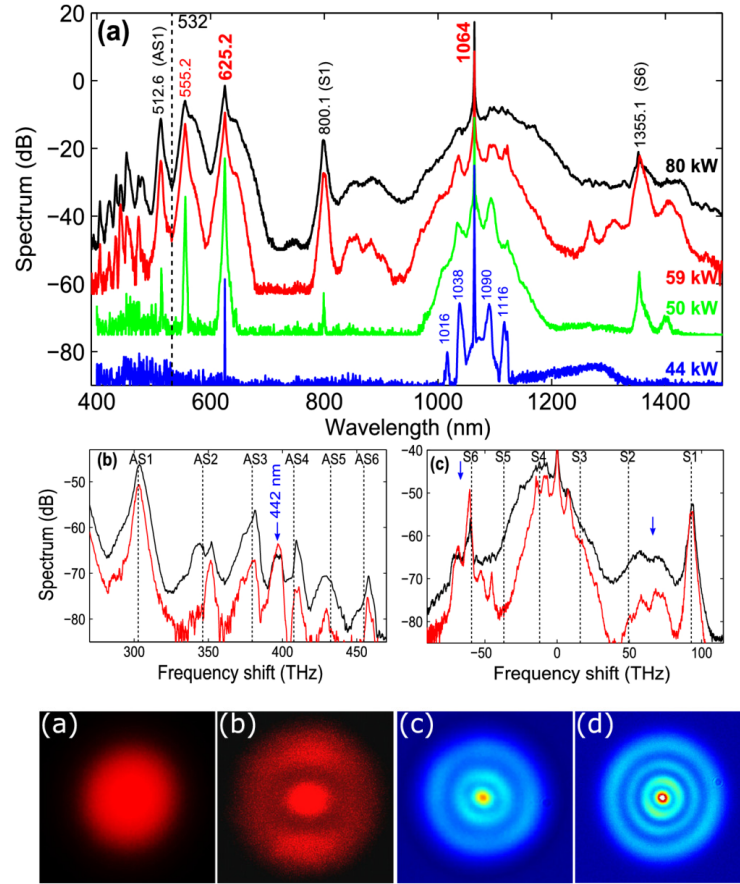 (a)
532
512.6 (AS1)
555.2
625.2
800.1 (S1)
1064
1355.1 (S6)
80 kW
59 kW
50 kW
44 kW
1016
1038
1090
1116
20
0
−20
−40
−60
−80
Spectrum (dB)
400 600 800 1000 1200 1400
Wavelength (nm)
(b)
AS1 AS2 AS3 AS4 AS5 AS6
442 nm
−50
−60
−70
−80
Spectrum (dB)
300 350 400 450
Frequency shift (THz)
(c)
S6 S5 S4 S3 S2 S1
−40
−50
−60
−70
−80
−50 0 50 100
Frequency shift (THz)
(a) (b) (c) (d)